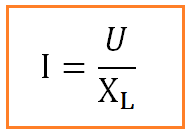 I = U / X_L